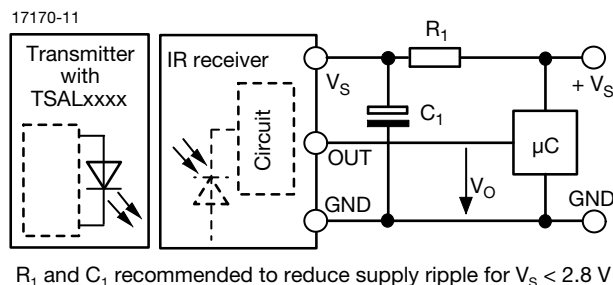 17170-11
Transmitter
with
TSALxxxx
IR receiver
Circuit
VS
OUT
GND
R1
C1
+ VS
µC
VO
GND
R1 and C1 recommended to reduce supply ripple for VS < 2.8 V